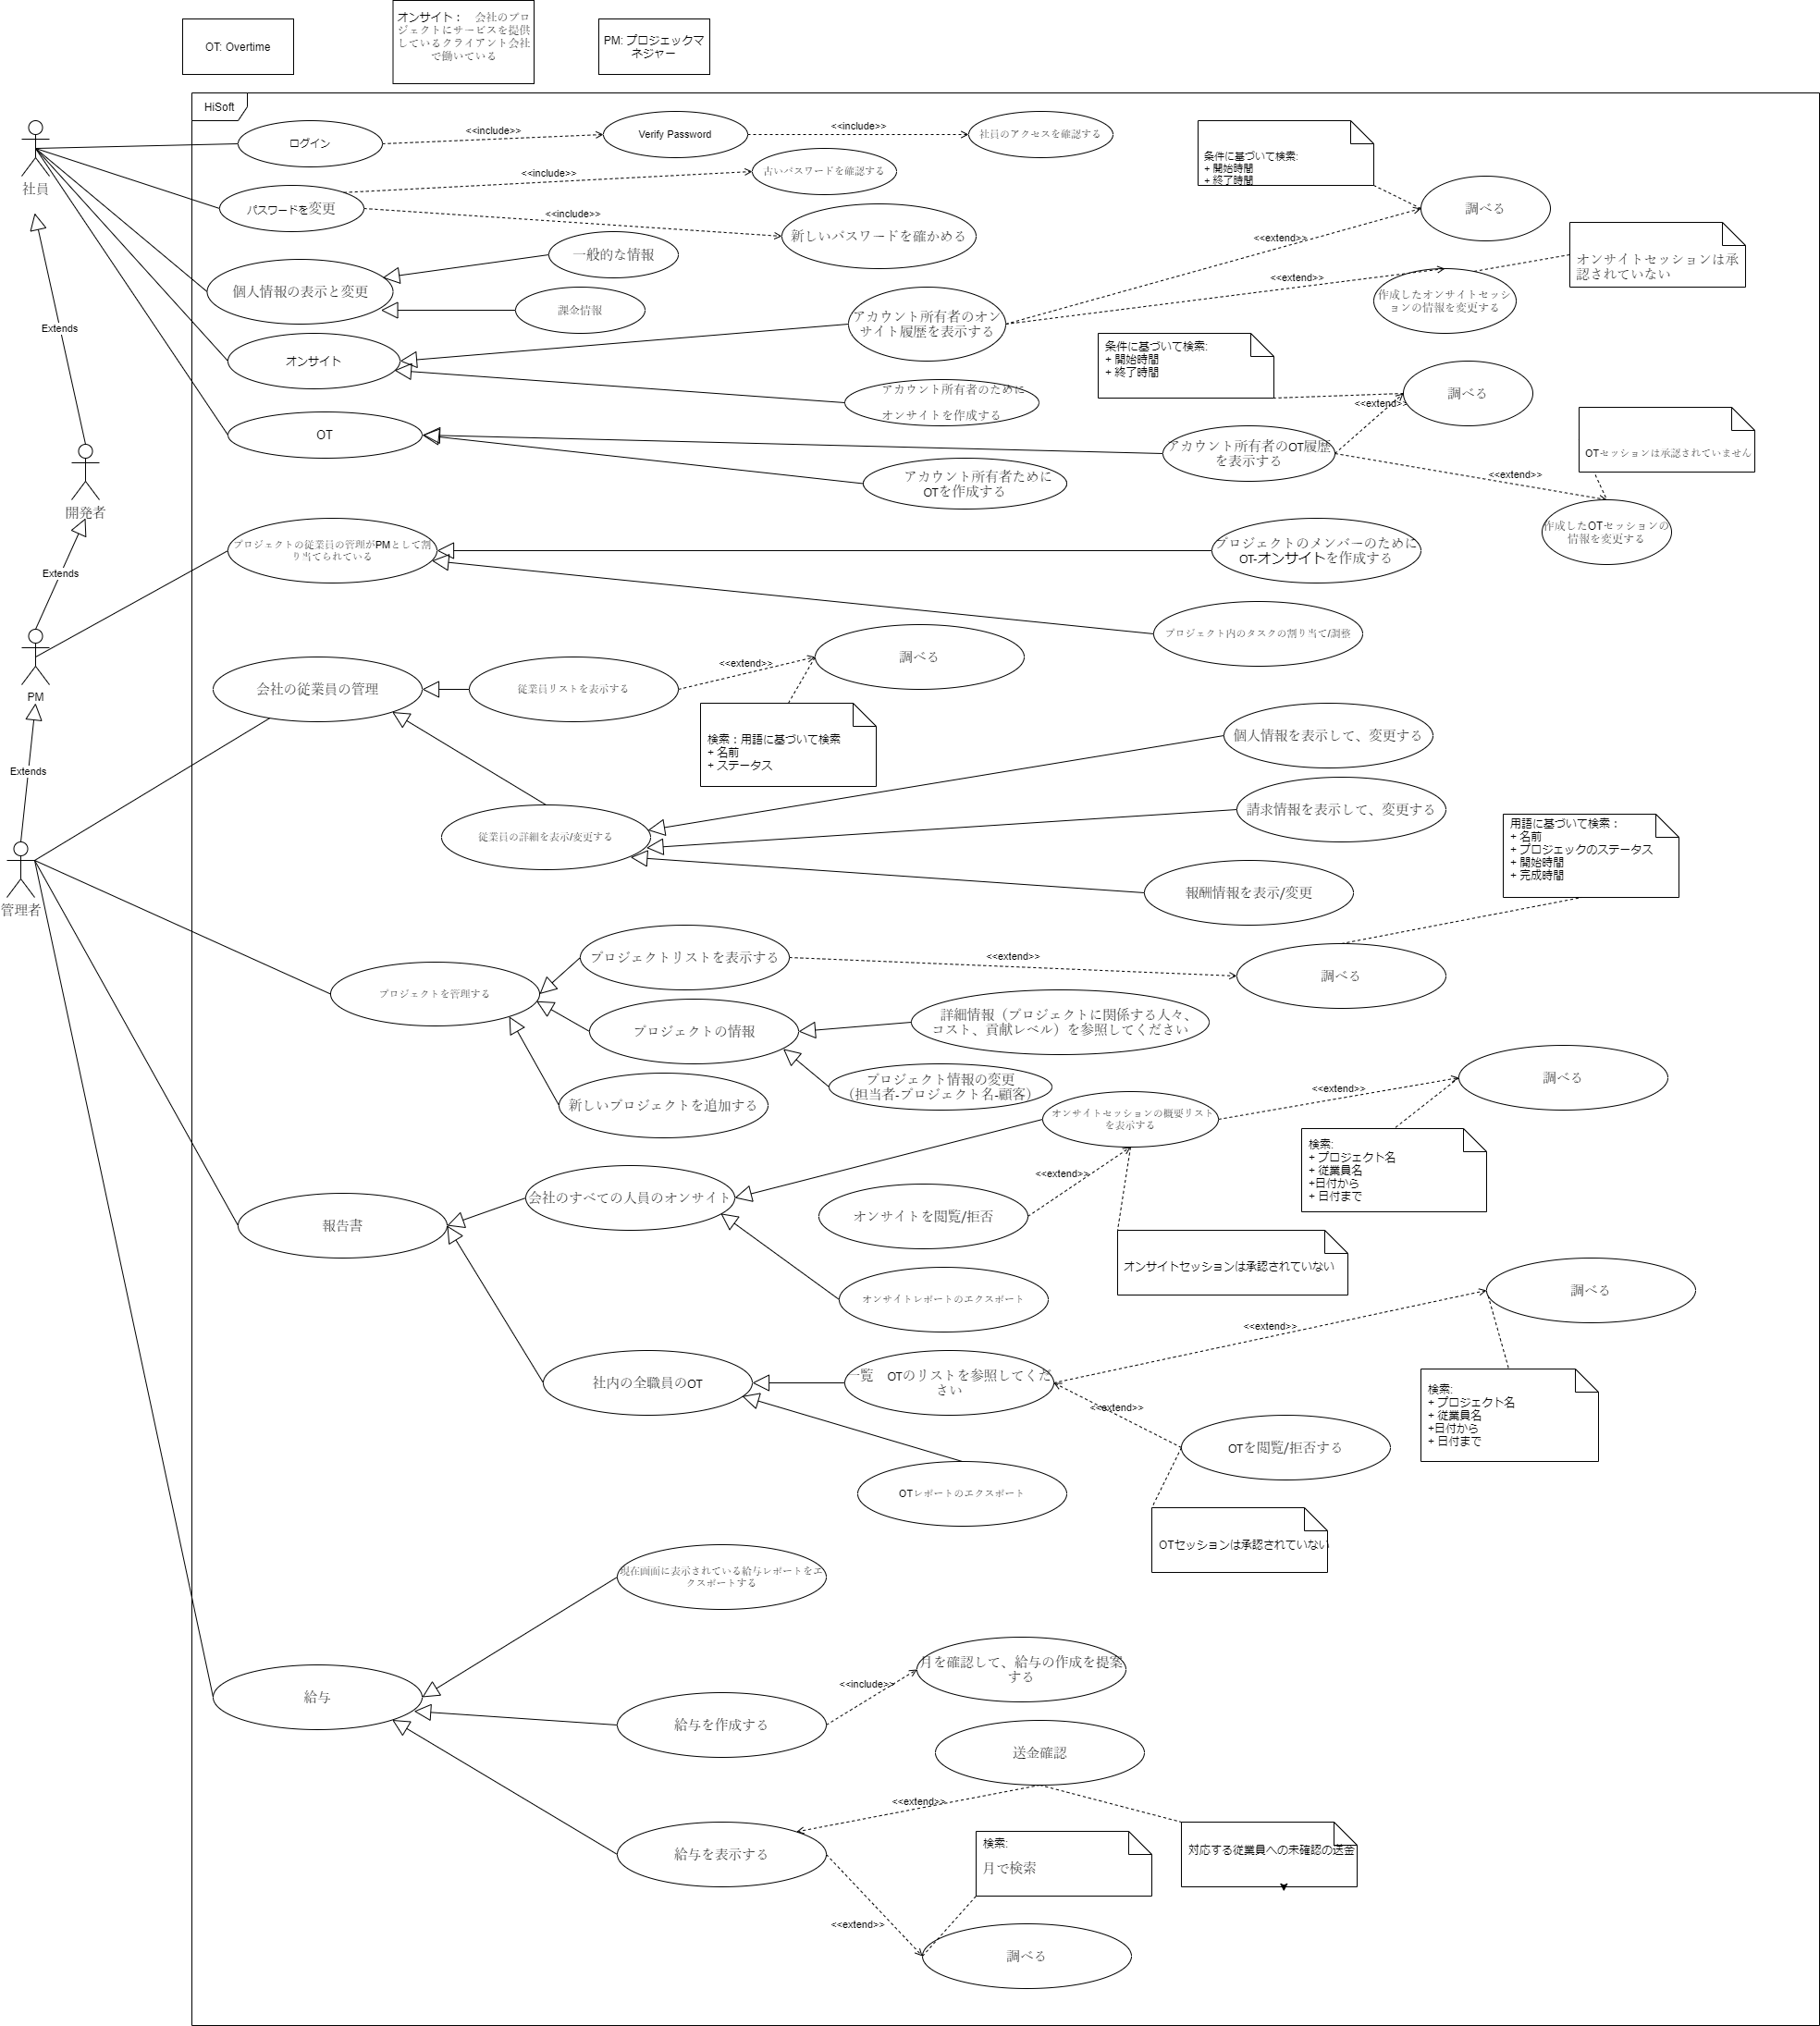 OT: Overtime
オンサイト： 会社のプロ
ジェクトにサービスを提供
しているクライアント会社
で働いている
PM: プロジェックマ
ネジャー
HiSoft
社員
ログイン
<<include>>
Verify Password
<<include>>
社員のアクセスを確認する
パスワードを変更
<<include>>
古いパスワードを確認する
<<include>>
新しいパスワードを確かめる
条件に基づいて検索:
+ 開始時間
+ 終了時間
調べる
<<extend>>
一般的な情報
個人情報の表示と変更
課金情報
オンサイトセッションは承
認されていない
<<extend>>
作成したオンサイトセッシ
ョンの情報を変更する
アカウント所有者のオン
サイト履歴を表示する
Extends
オンサイト
条件に基づいて検索:
+ 開始時間
+ 終了時間
アカウント所有者のために
オンサイトを作成する
調べる
<<extend>>
OT
アカウント所有者のOT履歴
を表示する
OTセッションは承認されていません
<<extend>>
アカウント所有者ために
OTを作成する
開発者
作成したOTセッションの
情報を変更する
プロジェクトの従業員の管理がPMとして割
り当てられている
プロジェクトのメンバーのために
OT-オンサイトを作成する
Extends
プロジェクト内のタスクの割り当て/調整
PM
会社の従業員の管理
従業員リストを表示する
<<extend>>
調べる
検索：用語に基づいて検索
+ 名前
+ ステータス
個人情報を表示して、変更する
Extends
請求情報を表示して、変更する
従業員の詳細を表示/変更する
用語に基づいて検索：
+ 名前
+ プロジェックのステータス
+ 開始時間
+ 完成時間
管理者
報酬情報を表示/変更
プロジェクトリストを表示する
<<extend>>
調べる
プロジェクトを管理する
プロジェクトの情報
詳細情報（プロジェクトに関係する人々、
コスト、貢献レベル）を参照してください
プロジェクト情報の変更
（担当者-プロジェクト名-顧客）
新しいプロジェクトを追加する
オンサイトセッションの概要リスト
を表示する
<<extend>>
調べる
検索:
+ プロジェクト名
+ 従業員名
+日付から
+ 日付まで
<<extend>>
会社のすべての人員のオンサイト
オンサイトを閲覧/拒否
報告書
オンサイトセッションは承認されていない
オンサイトレポートのエクスポート
調べる
<<extend>>
社内の全職員のOT
一覧 OTのリストを参照してくだ
さい
検索:
+ プロジェクト名
+ 従業員名
+日付から
+ 日付まで
<<extend>>
OTを閲覧/拒否する
OTレポートのエクスポート
OTセッションは承認されていない
現在画面に表示されている給与レポートをエ
クスポートする
給与
月を確認して、給与の作成を提案
する
<<include>>
給与を作成する
送金確認
<<extend>>
対応する従業員への未確認の送金
給与を表示する
検索:
月で検索
<<extend>>
調べる